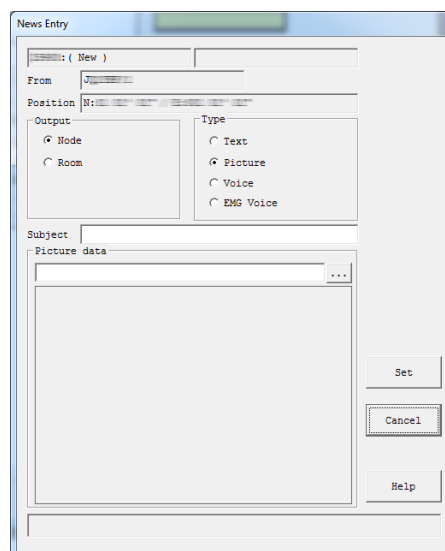 News Entry
:( New )
From J
Position N:
Output
Type
Node
Text
Room
Picture
Voice
EMG Voice
Subject
Picture data
...
Set
Cancel
Help